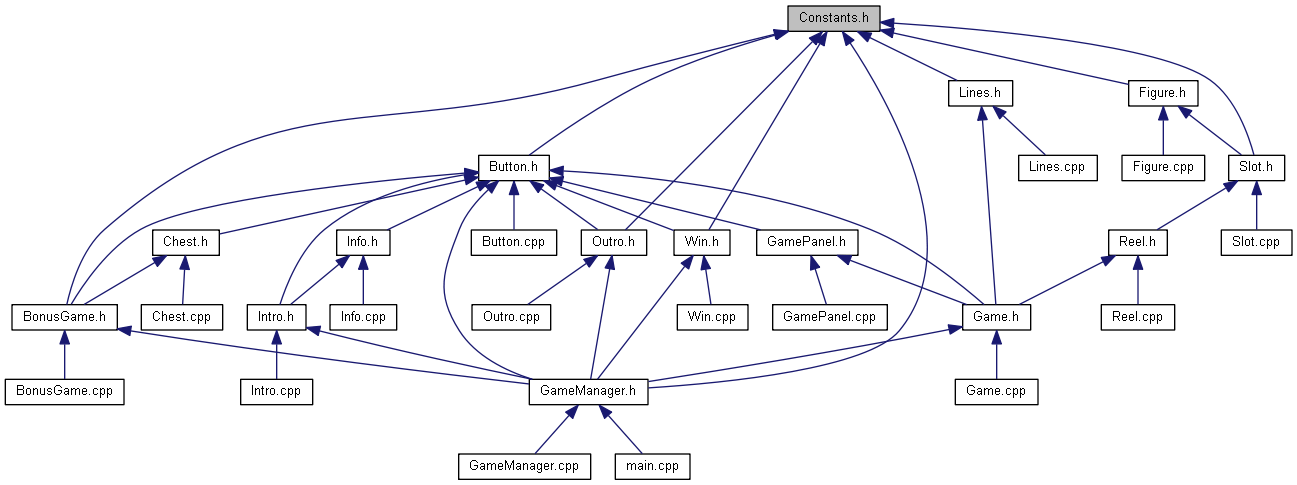 Constants.h
Lines.h
Figure.h
Button.h
Lines.cpp
Figure.cpp
Slot.h
Chest.h
Info.h
Button.cpp
Outro.h
Win.h
GamePanel.h
Reel.h
Slot.cpp
BonusGame.h
Chest.cpp
Intro.h
Info.cpp
Outro.cpp
Win.cpp
GamePanel.cpp
Game.h
Reel.cpp
BonusGame.cpp
Intro.cpp
GameManager.h
Game.cpp
GameManager.cpp
main.cpp